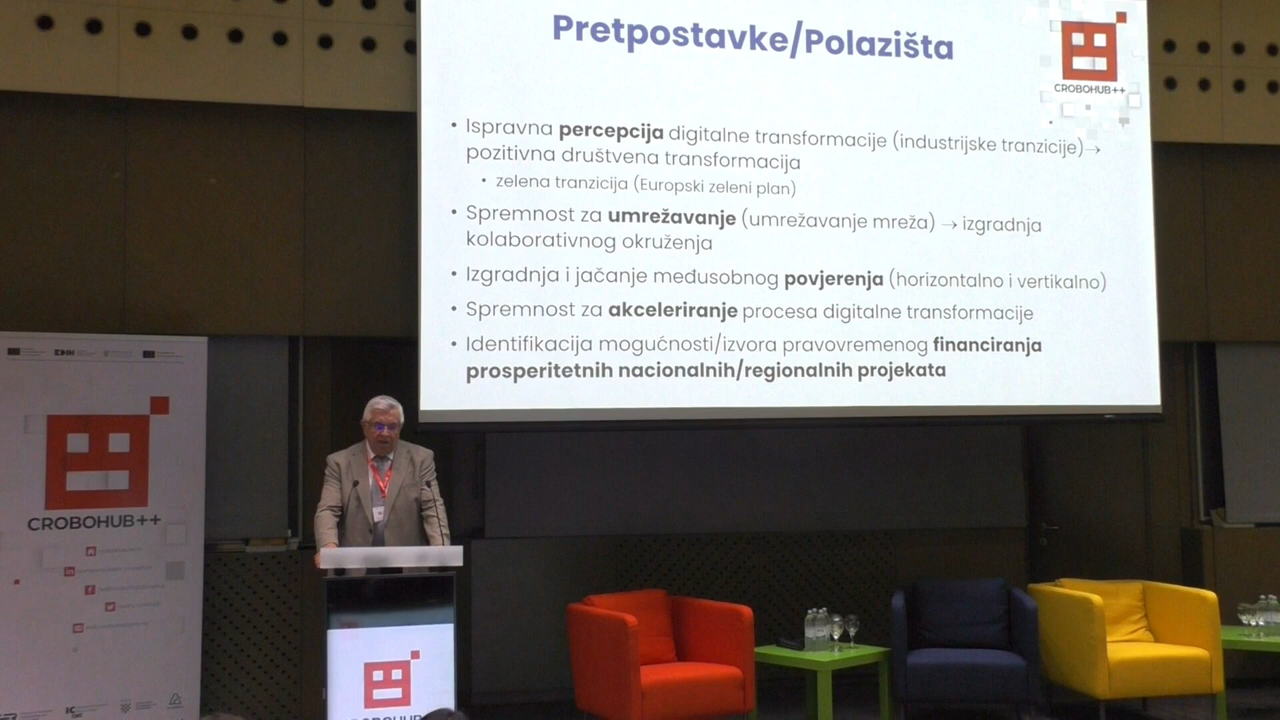 Pretpostavke/Polazišta
CROBOHUB++
• Ispravna percepcija digitalne transformacije (industrijske tranzicije)→
pozitivna društvena transformacija
• zelena tranzicija (Europski zeleni plan)
• Spremnost za umrežavanje (umrežavanje mreža) → izgradnja
kolaborativnog okruženja
• Izgradnja i jačanje međusobnog povjerenja (horizontalno i vertikalno)
• Spremnost za akceleriranje procesa digitalne transformacije
• Identifikacija mogućnosti/izvora pravovremenog financiranja
prosperitetnih nacionalnih/regionalnih projekata
EDIH
CROBOHUB++
CROBOHUB++